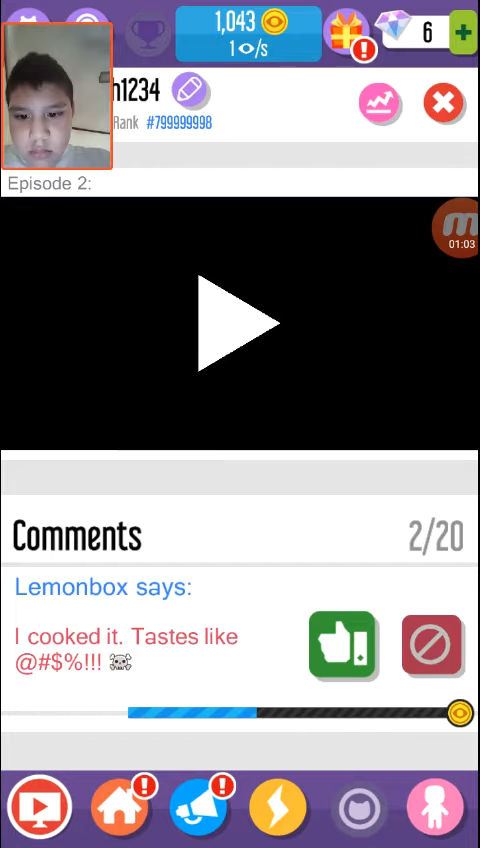 1,043
1 /s
6
h1234
Rank #799999998
Episode 2:
01:03
Comments
2/20
Lemonbox says:
I cooked it. Tastes like
@#$%!!! ☠